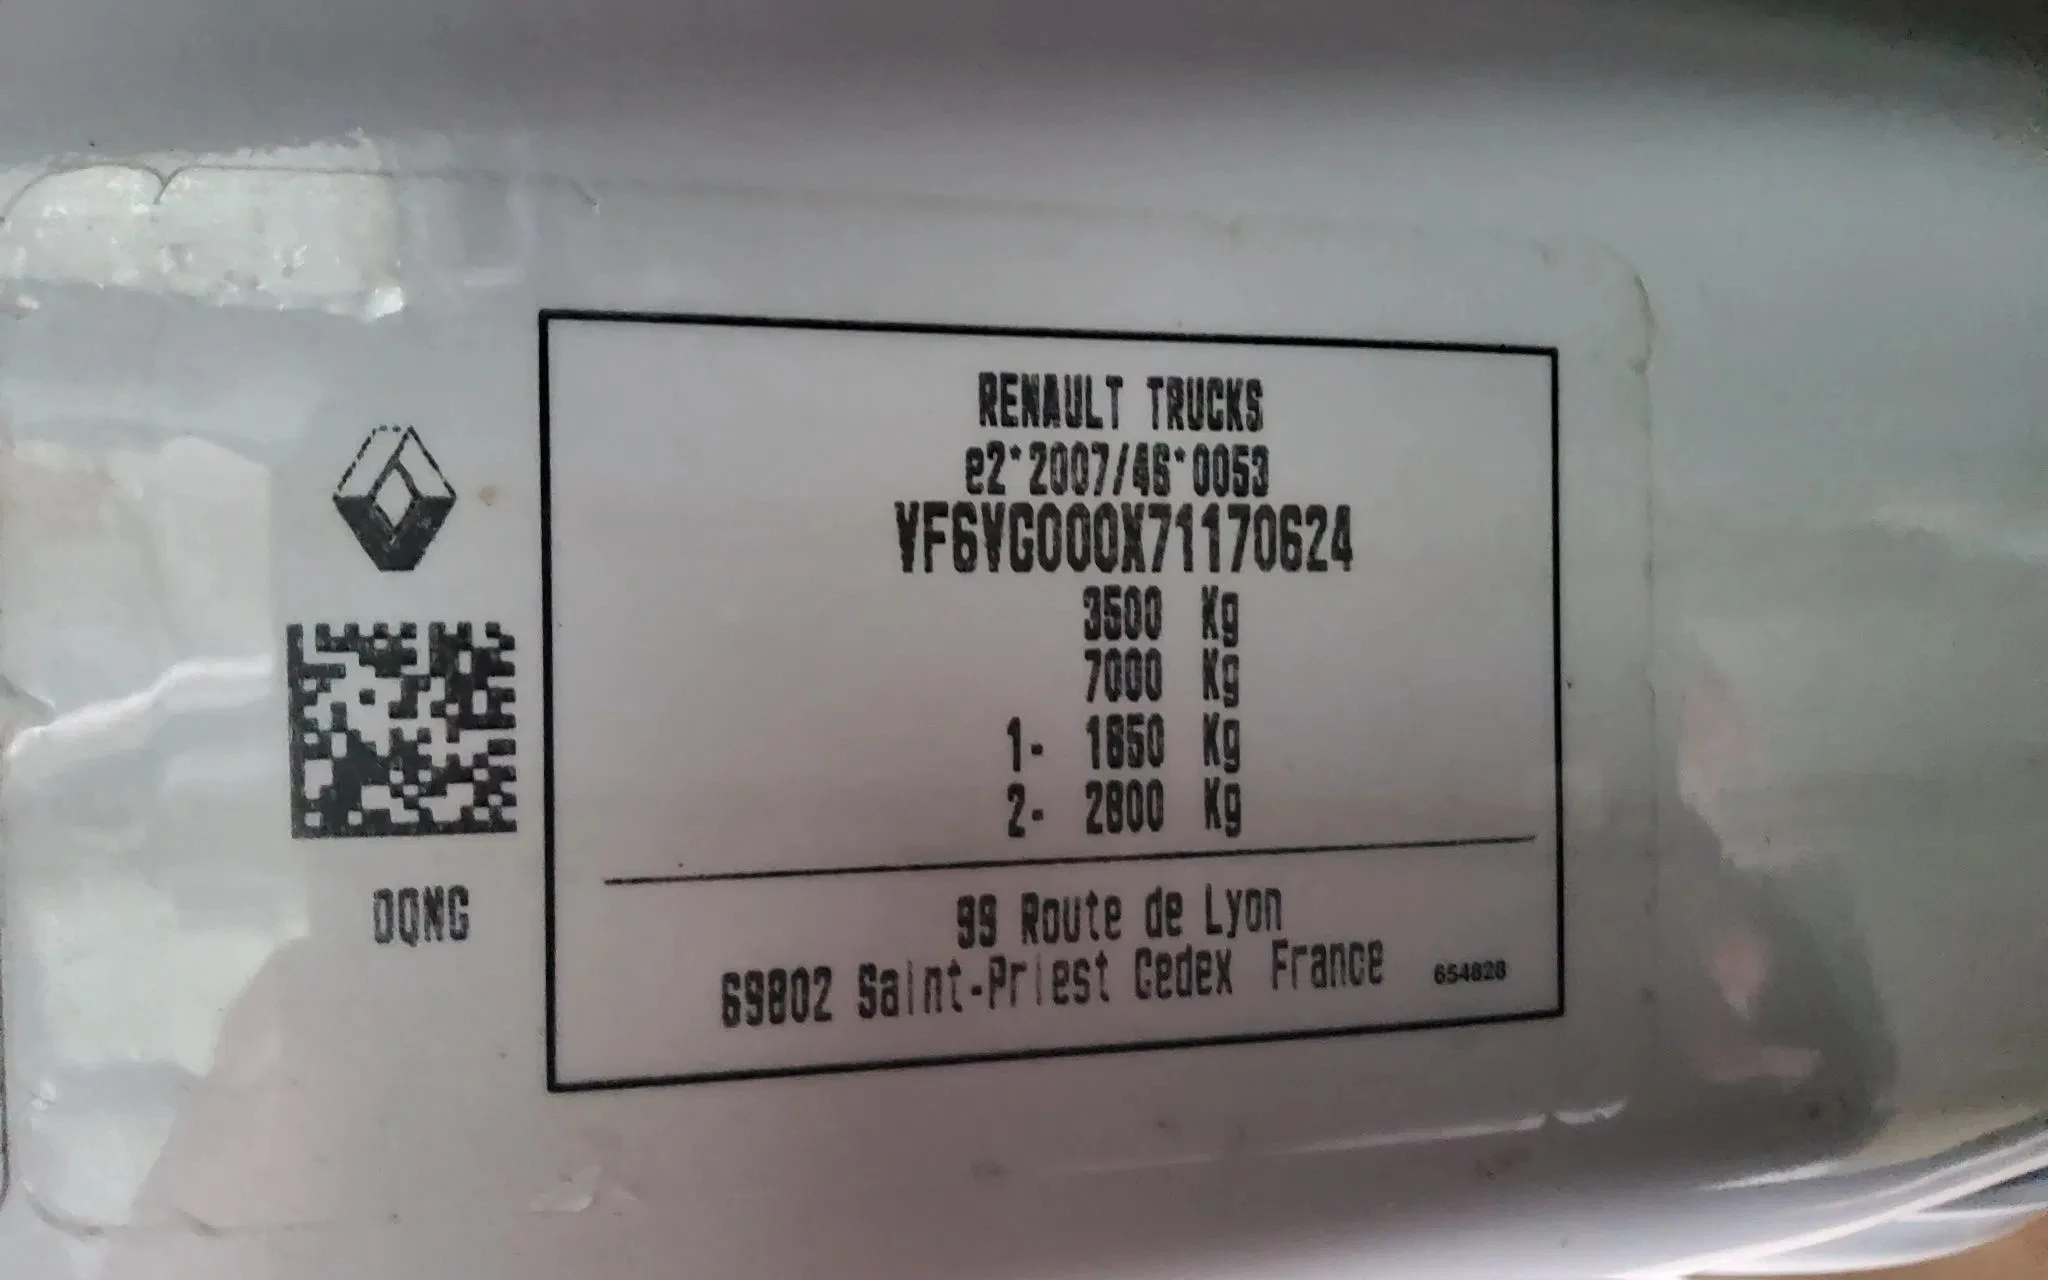 RENAULT TRUCKS
e2*2007/46*0053
VF6VG000X71170624
3500 Kg
7000 Kg
1- 1850 Kg
2- 2800 Kg
99 Route de Lyon
69802 Saint-Priest Cedex France
654828
0QNG